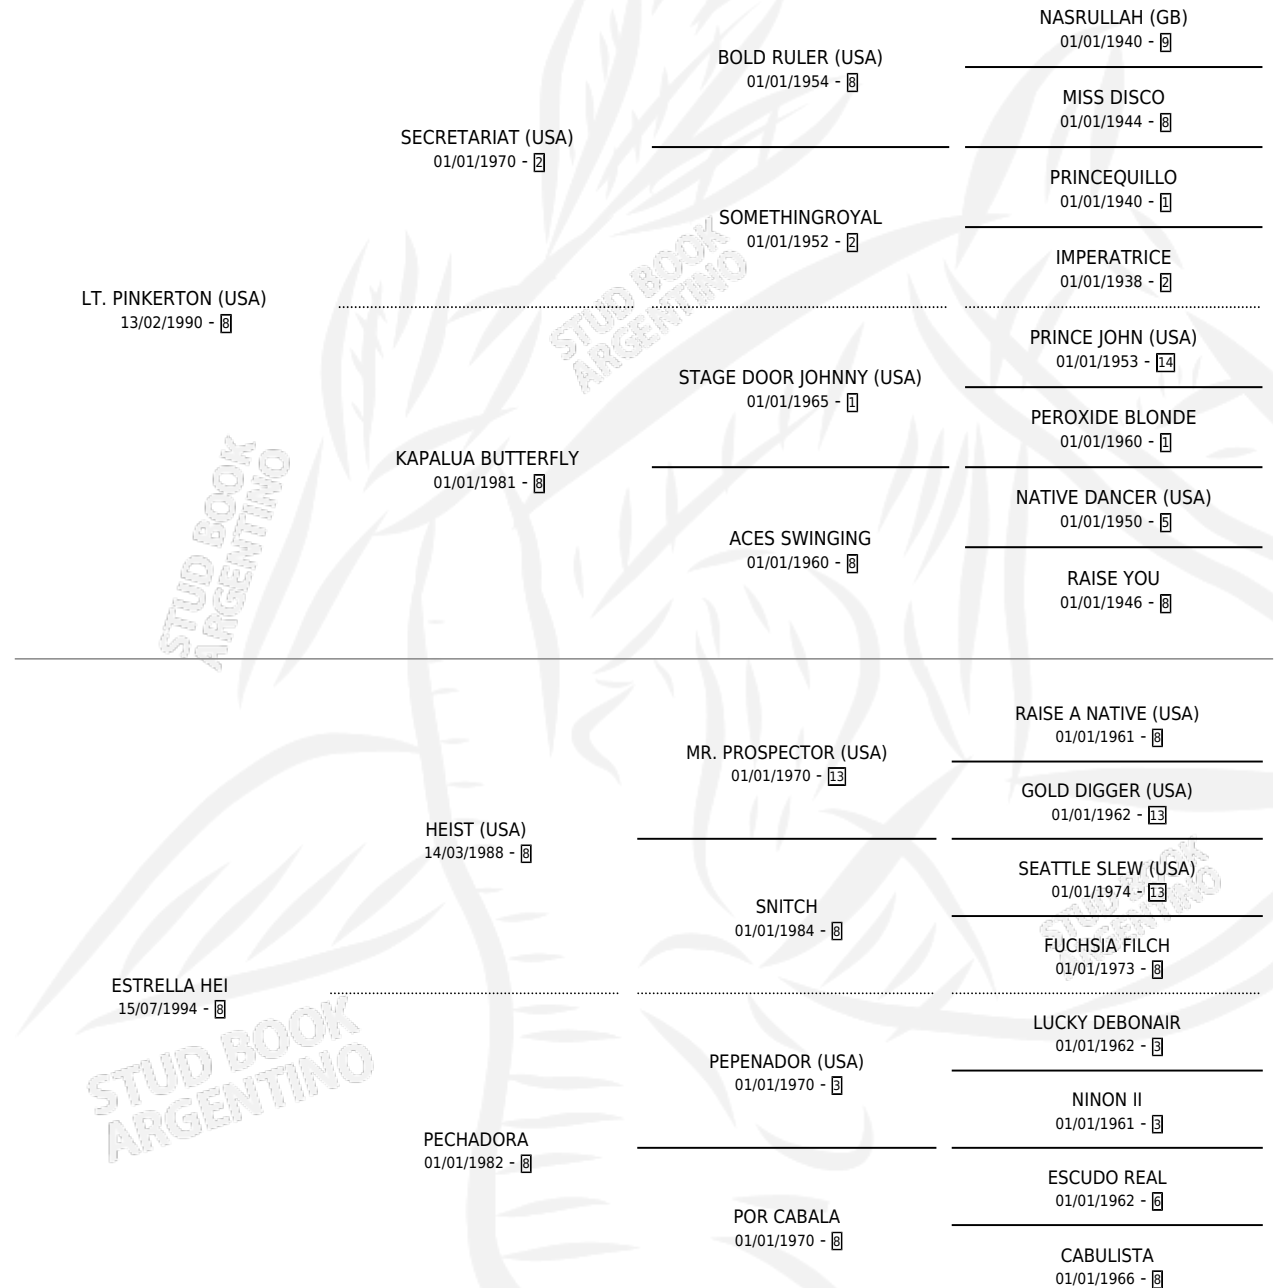 NASRULLAH (GB)
01/01/1940 - 9
BOLD RULER (USA)
01/01/1954 - 8
MISS DISCO
01/01/1944 - 8
SECRETARIAT (USA)
01/01/1970 - 2
PRINCEQUILLO
01/01/1940 - 1
SOMETHINGROYAL
01/01/1952 - 2
IMPERATRICE
01/01/1938 - 2
LT. PINKERTON (USA)
13/02/1990 - 8
STUD BOOK
ARGENTINO
PRINCE JOHN (USA)
01/01/1953 - 14
STAGE DOOR JOHNNY (USA)
01/01/1965 - 1
PEROXIDE BLONDE
01/01/1960 - 1
KAPALUA BUTTERFLY
01/01/1981 - 8
NATIVE DANCER (USA)
01/01/1950 - 5
ACES SWINGING
01/01/1960 - 8
RAISE YOU
01/01/1946 - 8
STUD BOOK
ARGENTINO
RAISE A NATIVE (USA)
01/01/1961 - 8
MR. PROSPECTOR (USA)
01/01/1970 - 13
GOLD DIGGER (USA)
01/01/1962 - 13
HEIST (USA)
14/03/1988 - 8
SEATTLE SLEW (USA)
01/01/1974 - 13
SNITCH
01/01/1984 - 8
FUCHSIA FILCH
01/01/1973 - 8
STUD BOOK
ARGENTINO
ESTRELLA HEI
15/07/1994 - 8
LUCKY DEBONAIR
01/01/1962 - 3
PEPENADOR (USA)
01/01/1970 - 3
NINON II
01/01/1961 - 3
STUD BOOK
ARGENTINO
PECHADORA
01/01/1982 - 8
ESCUDO REAL
01/01/1962 - 6
POR CABALA
01/01/1970 - 8
CABULISTA
01/01/1966 - 8